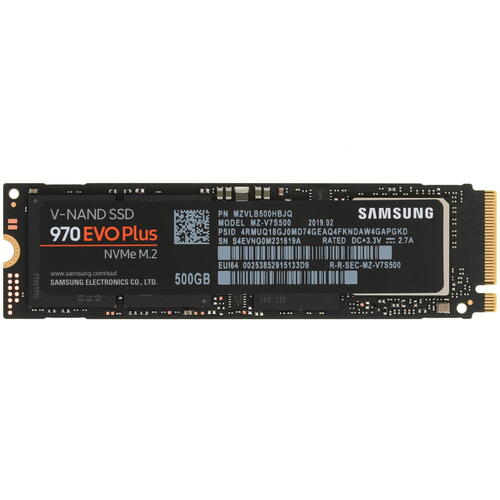 V-NAND SSD
970 EVO Plus
NVMe M.2
www.samsung.com/ssd
SAMSUNG ELECTRONICS CO., LTD.
500GB
PN MZVLB500HBJQ
MODEL MZ-V7S500 2019.02
PSID 4RMUQ18GJ0MD74GEAQ4FKNDAW4GAPGKD
SN S4EVNG0M231619A RATED DC+3.3V 2.7A
EUI64 00253852915133D9 R-R-SEC-MZ-V7S500
SAMSUNG